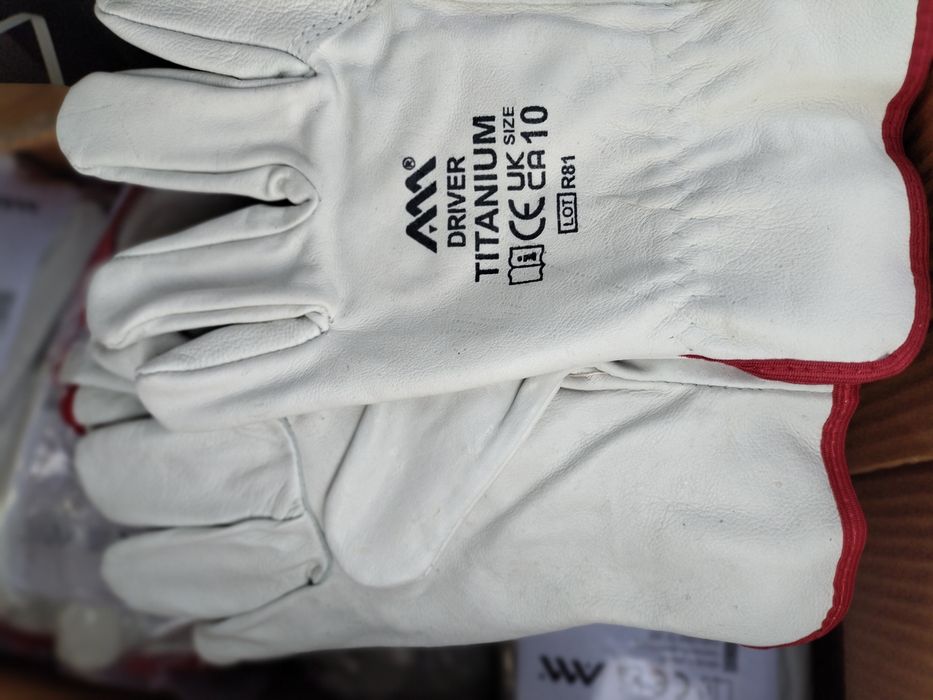 DRIVER
TITANIUM
CE UK CA SIZE 10
LOT R81